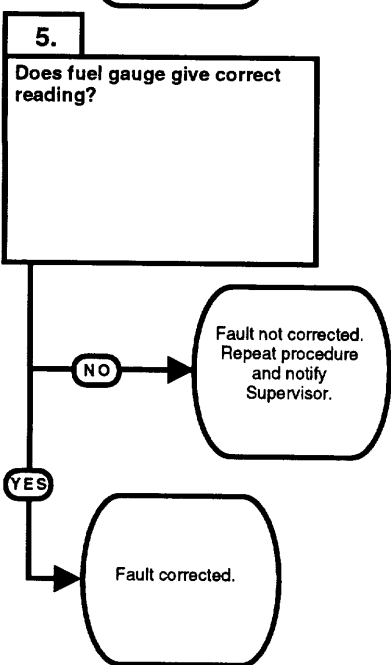 5.
Does fuel gauge give correct
reading?
Fault not corrected.
Repeat procedure
and notify
Supervisor.
NO
YES
Fault corrected.